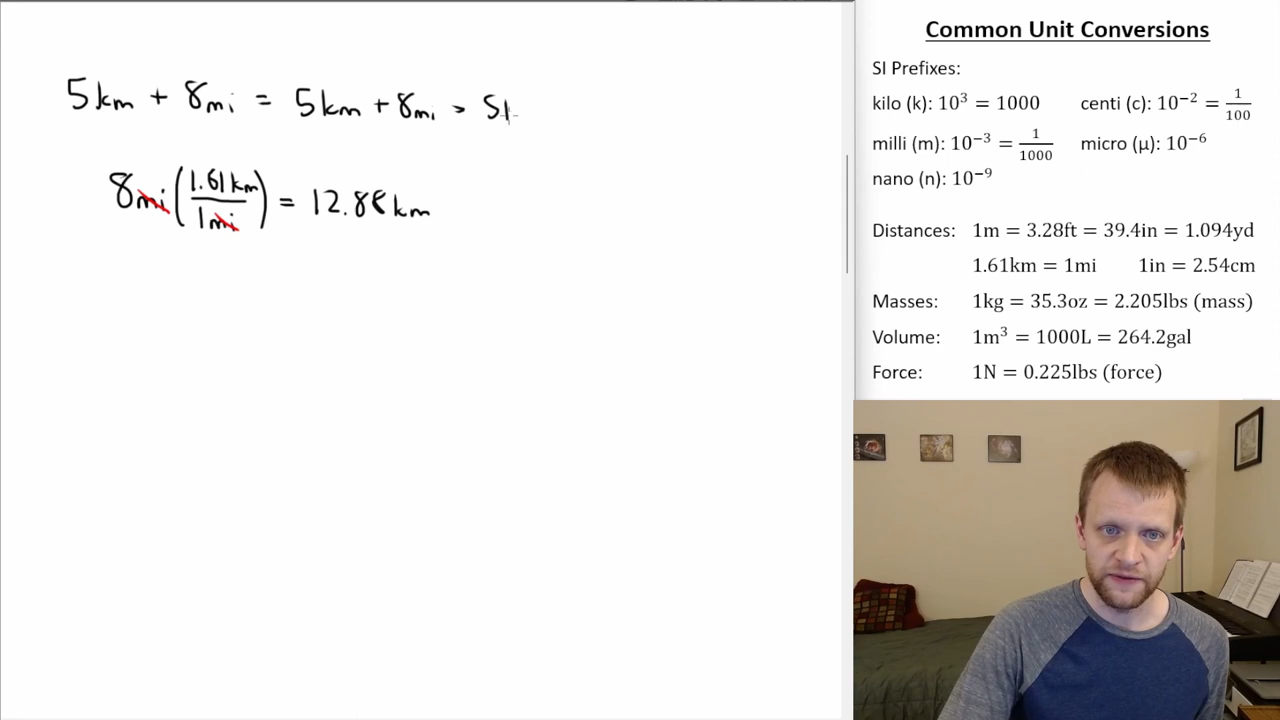 5km + 8mi = 5km + 8mi = 5k
8mi (1.61km/1mi) = 12.88km
Common Unit Conversions
SI Prefixes:
kilo (k): 10³ = 1000 centi (c): 10⁻² = 1/100
milli (m): 10⁻³ = 1/1000 micro (μ): 10⁻⁶
nano (n): 10⁻⁹
Distances: 1m = 3.28ft = 39.4in = 1.094yd
1.61km = 1mi 1in = 2.54cm
Masses: 1kg = 35.3oz = 2.205lbs (mass)
Volume: 1m³ = 1000L = 264.2gal
Force: 1N = 0.225lbs (force)